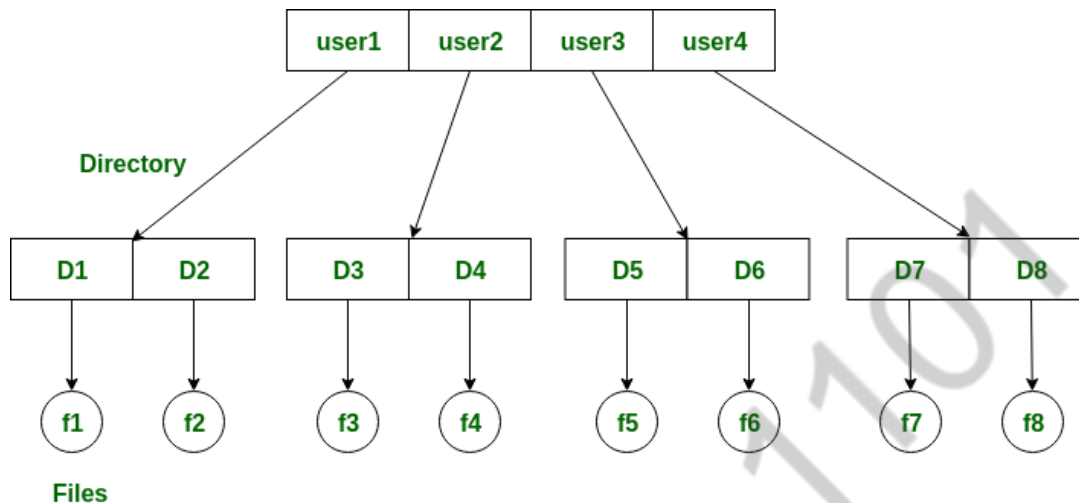 user1 user2 user3 user4
Directory
D1 D2 D3 D4 D5 D6 D7 D8
f1 f2 f3 f4 f5 f6 f7 f8
Files
1101